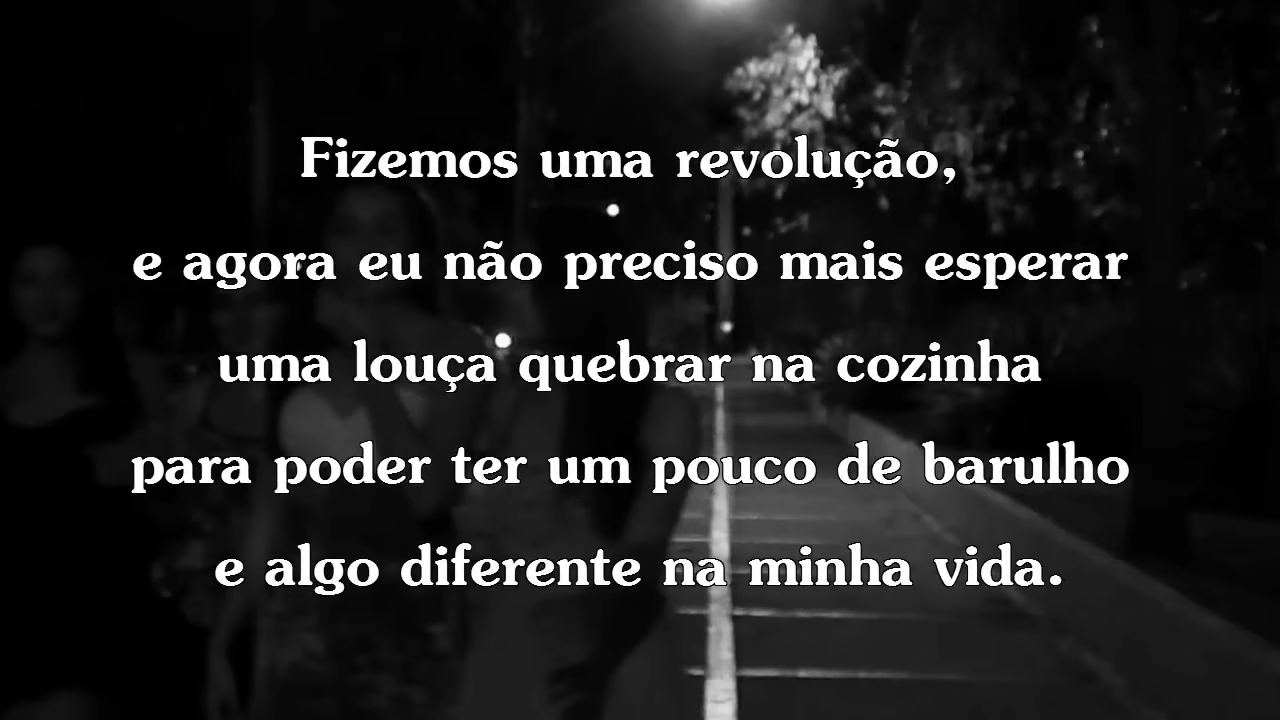 Fizemos uma revolução,
e agora eu não preciso mais esperar
uma louça quebrar na cozinha
para poder ter um pouco de barulho
e algo diferente na minha vida.